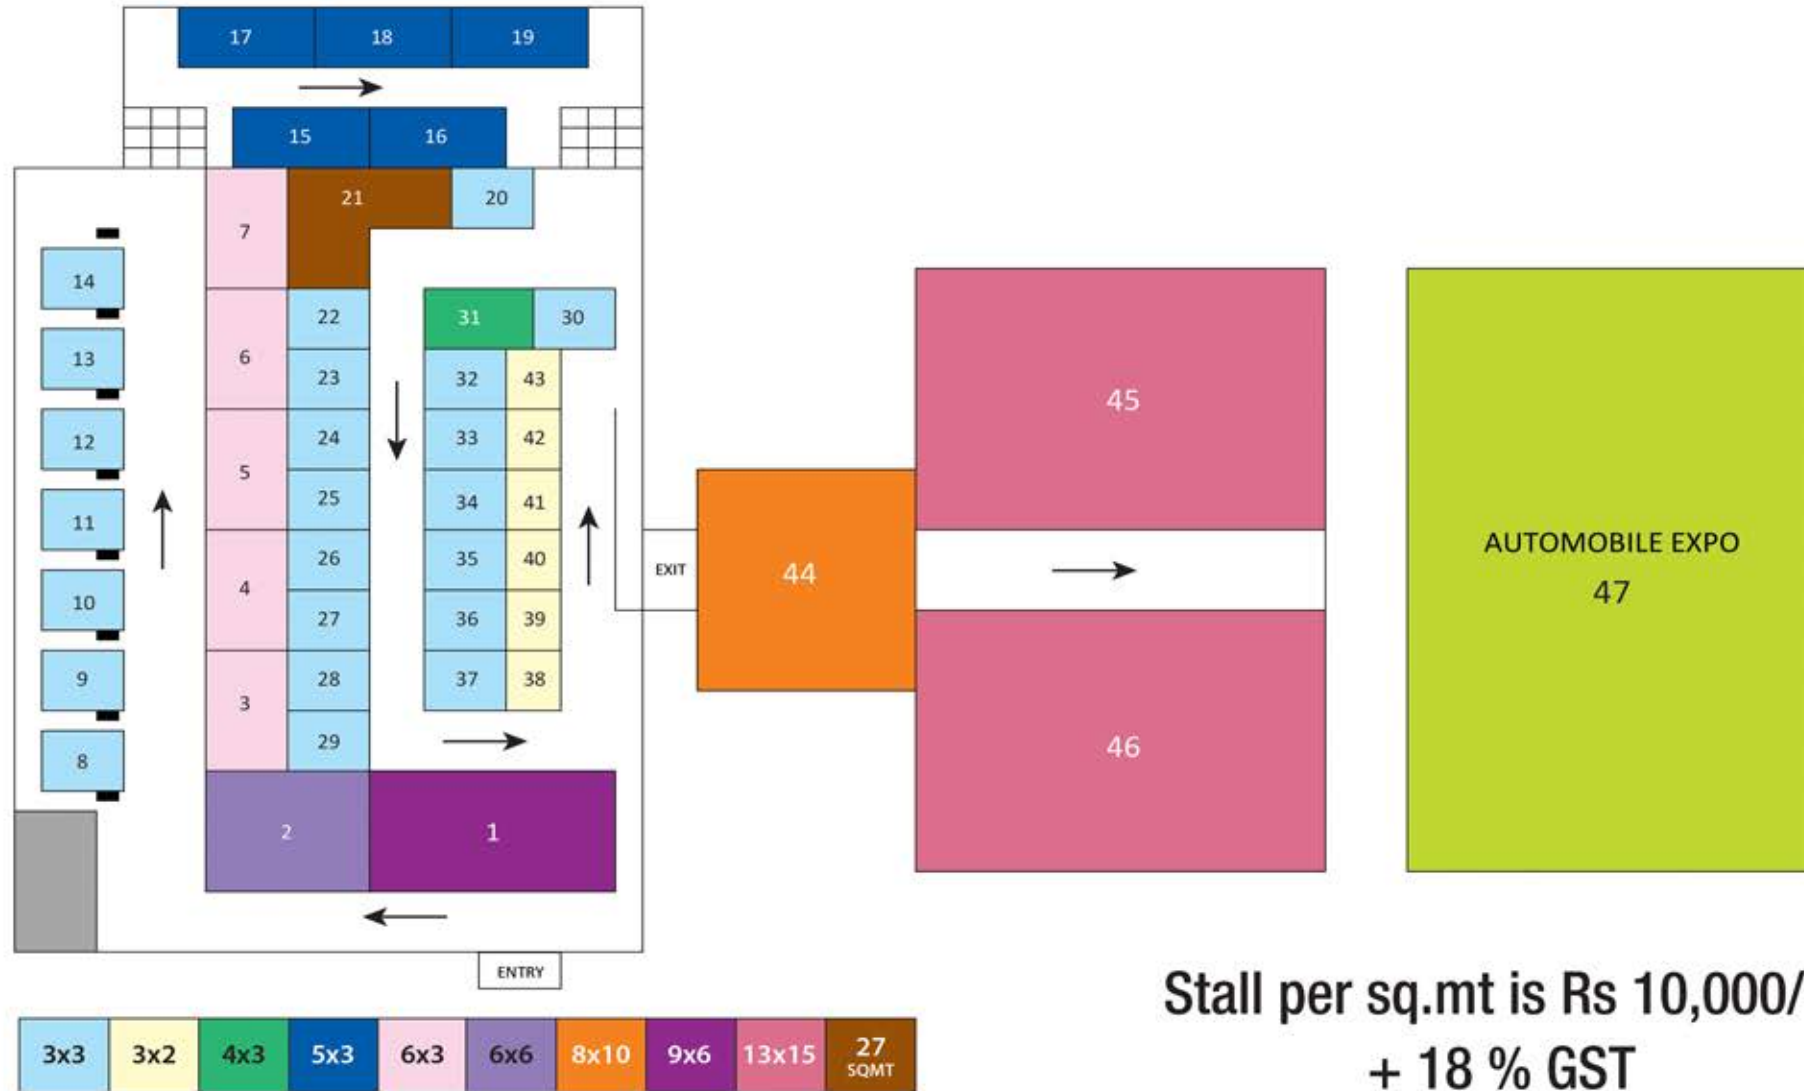 17 18 19
15 16
21 20
7
14
22 31 30
13 6
23 32 43
12 24 33 42
45
5
11 25 34 41
AUTOMOBILE EXPO
26 35 40 EXIT 44
47
10 4
27 36 39
9 28 37 38
3
29
8
46
2 1
ENTRY
3x3 3x2 4x3 5x3 6x3 6x6 8x10 9x6 13x15 27
SQMT
Stall per sq.mt is Rs 10,000/
+ 18 % GST